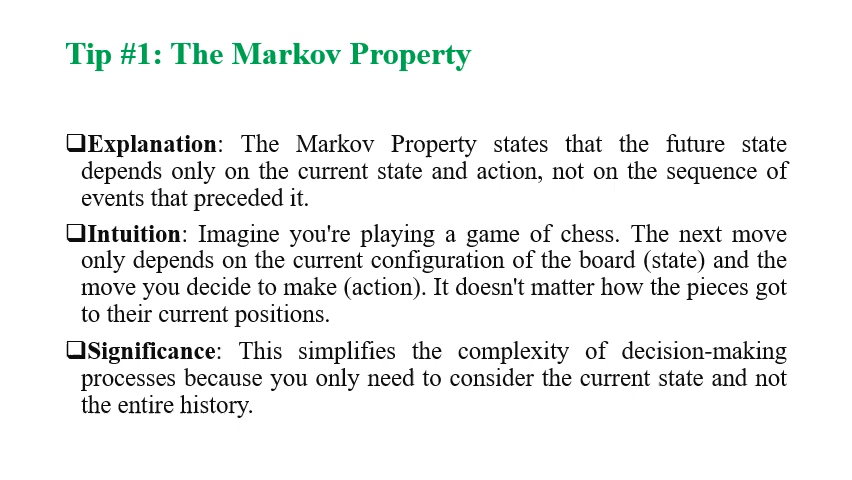 Tip #1: The Markov Property
❑Explanation: The Markov Property states that the future state
depends only on the current state and action, not on the sequence of
events that preceded it.
❑Intuition: Imagine you're playing a game of chess. The next move
only depends on the current configuration of the board (state) and the
move you decide to make (action). It doesn't matter how the pieces got
to their current positions.
❑Significance: This simplifies the complexity of decision-making
processes because you only need to consider the current state and not
the entire history.